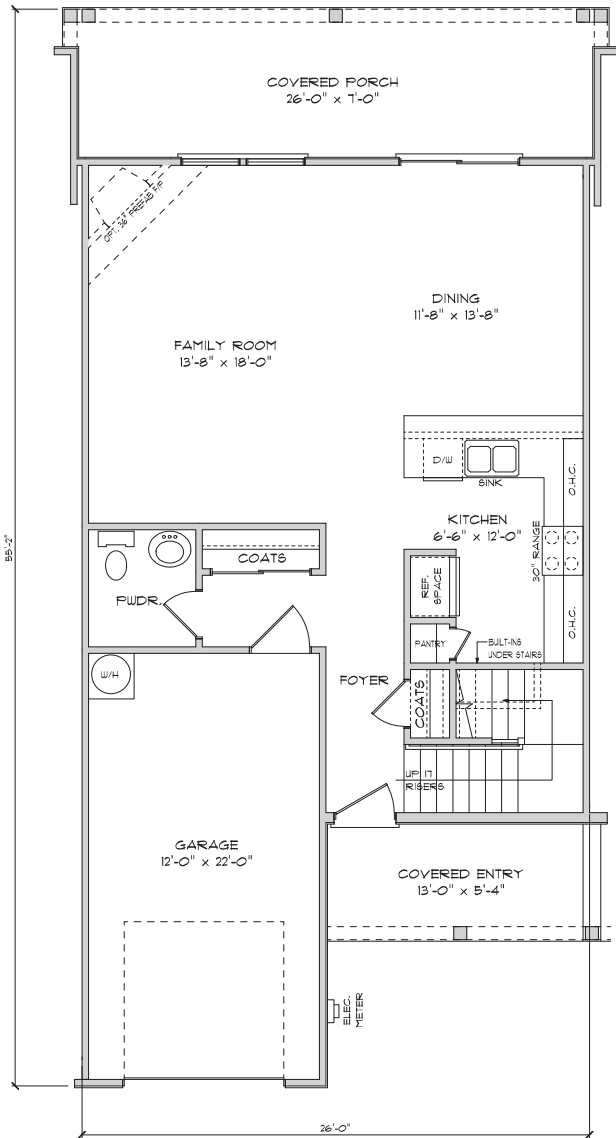 COVERED PORCH
26'-0" x 7'-0"
OPT. 36" PREFAB F/P
DINING
11'-8" x 13'-8"
FAMILY ROOM
13'-8" x 18'-0"
D/W
SINK
O.H.C.
KITCHEN
6'-6" x 12'-0"
30" RANGE
55'-2"
COATS
REF.
SPACE
PWDR.
O.H.C.
PANTRY
BUILT-INS
UNDER STAIRS
W/H
FOYER
COATS
UP 17
RISERS
GARAGE
12'-0" x 22'-0"
COVERED ENTRY
13'-0" x 5'-4"
ELEC.
METER
26'-0"